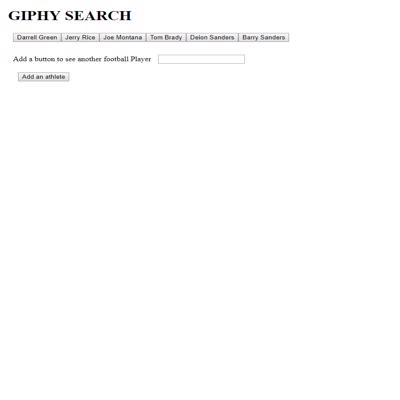 GIPHY SEARCH
Darrell Green Jerry Rice Joe Montana Tom Brady Deion Sanders Barry Sanders
Add a button to see another football Player
Add an athlete